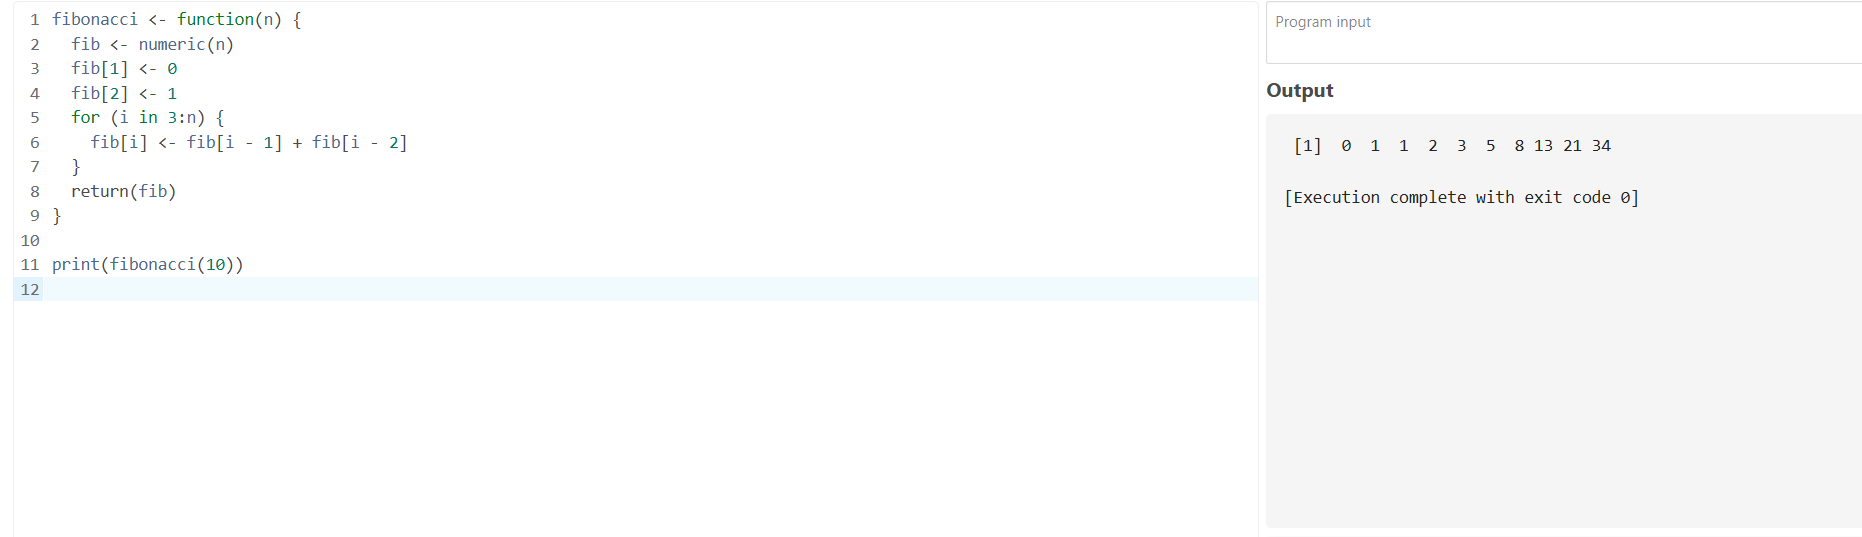 1 fibonacci <- function(n) {
2   fib <- numeric(n)
3   fib[1] <- 0
4   fib[2] <- 1
5   for (i in 3:n) {
6     fib[i] <- fib[i - 1] + fib[i - 2]
7   }
8   return(fib)
9 }
10
11 print(fibonacci(10))
12
Program input
Output
 [1]  0  1  1  2  3  5  8 13 21 34
[Execution complete with exit code 0]